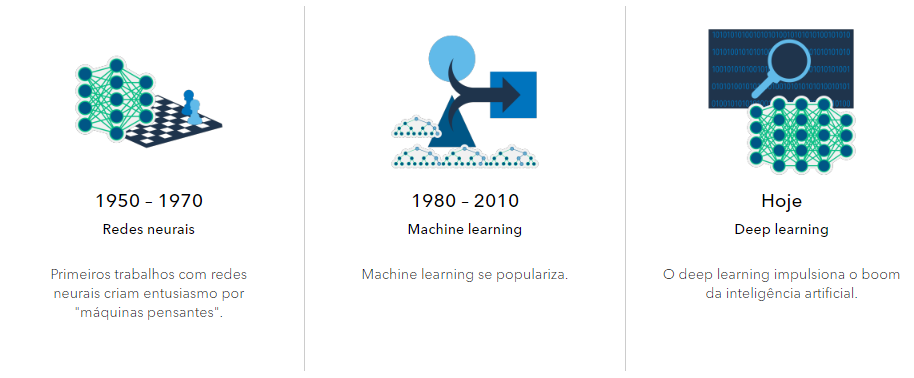 1950 – 1970
Redes neurais
Primeiros trabalhos com redes
neurais criam entusiasmo por
"máquinas pensantes".
1980 – 2010
Machine learning
Machine learning se populariza.
Hoje
Deep learning
O deep learning impulsiona o boom
da inteligência artificial.